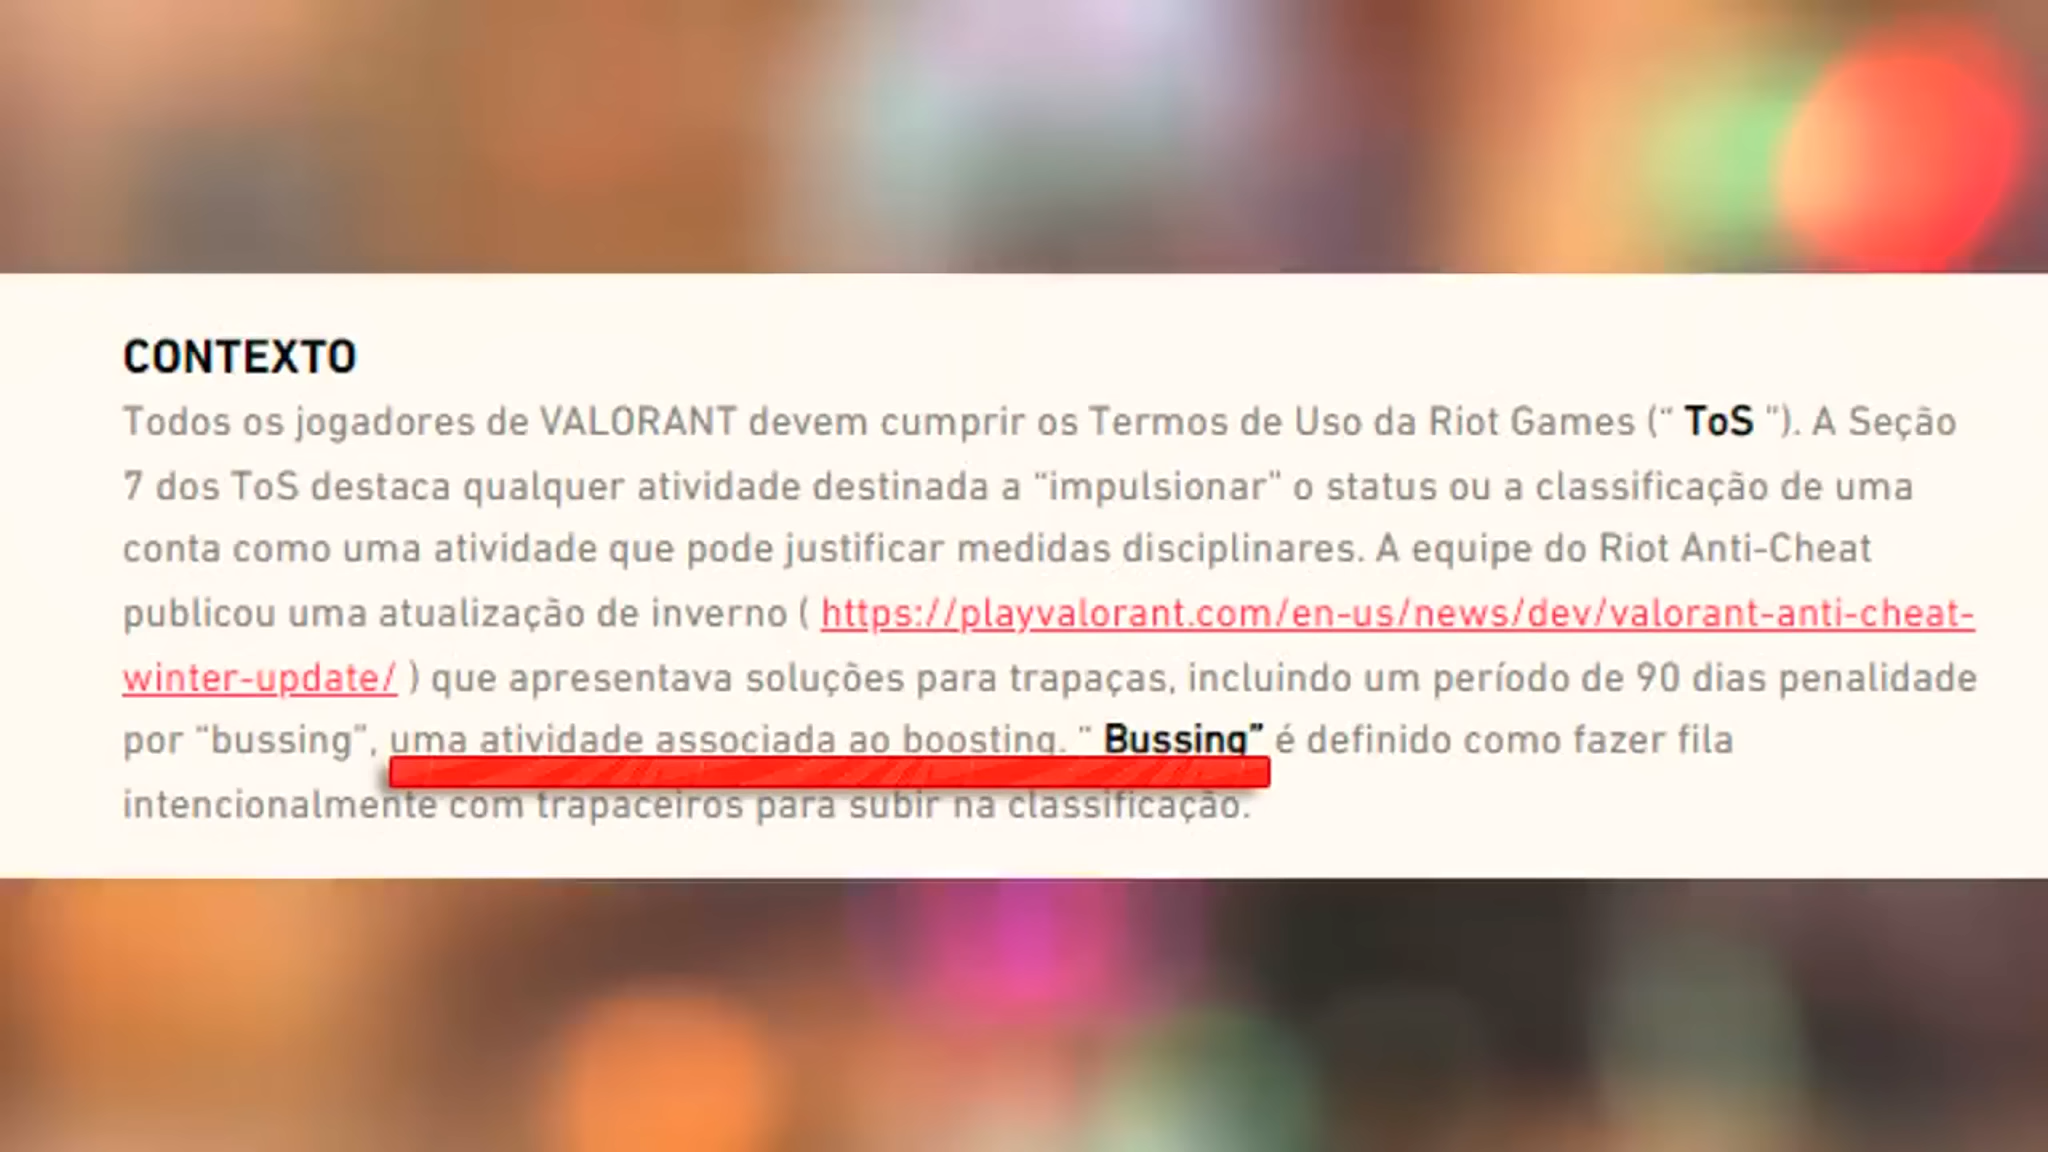 CONTEXTO
Todos os jogadores de VALORANT devem cumprir os Termos de Uso da Riot Games (“ ToS ”). A Seção
7 dos ToS destaca qualquer atividade destinada a “impulsionar” o status ou a classificação de uma
conta como uma atividade que pode justificar medidas disciplinares. A equipe do Riot Anti-Cheat
publicou uma atualização de inverno ( https://playvalorant.com/en-us/news/dev/valorant-anti-cheat-
winter-update/ ) que apresentava soluções para trapaças, incluindo um período de 90 dias penalidade
por “bussing”, uma atividade associada ao boosting. “ Bussing” é definido como fazer fila
intencionalmente com trapaceiros para subir na classificação.